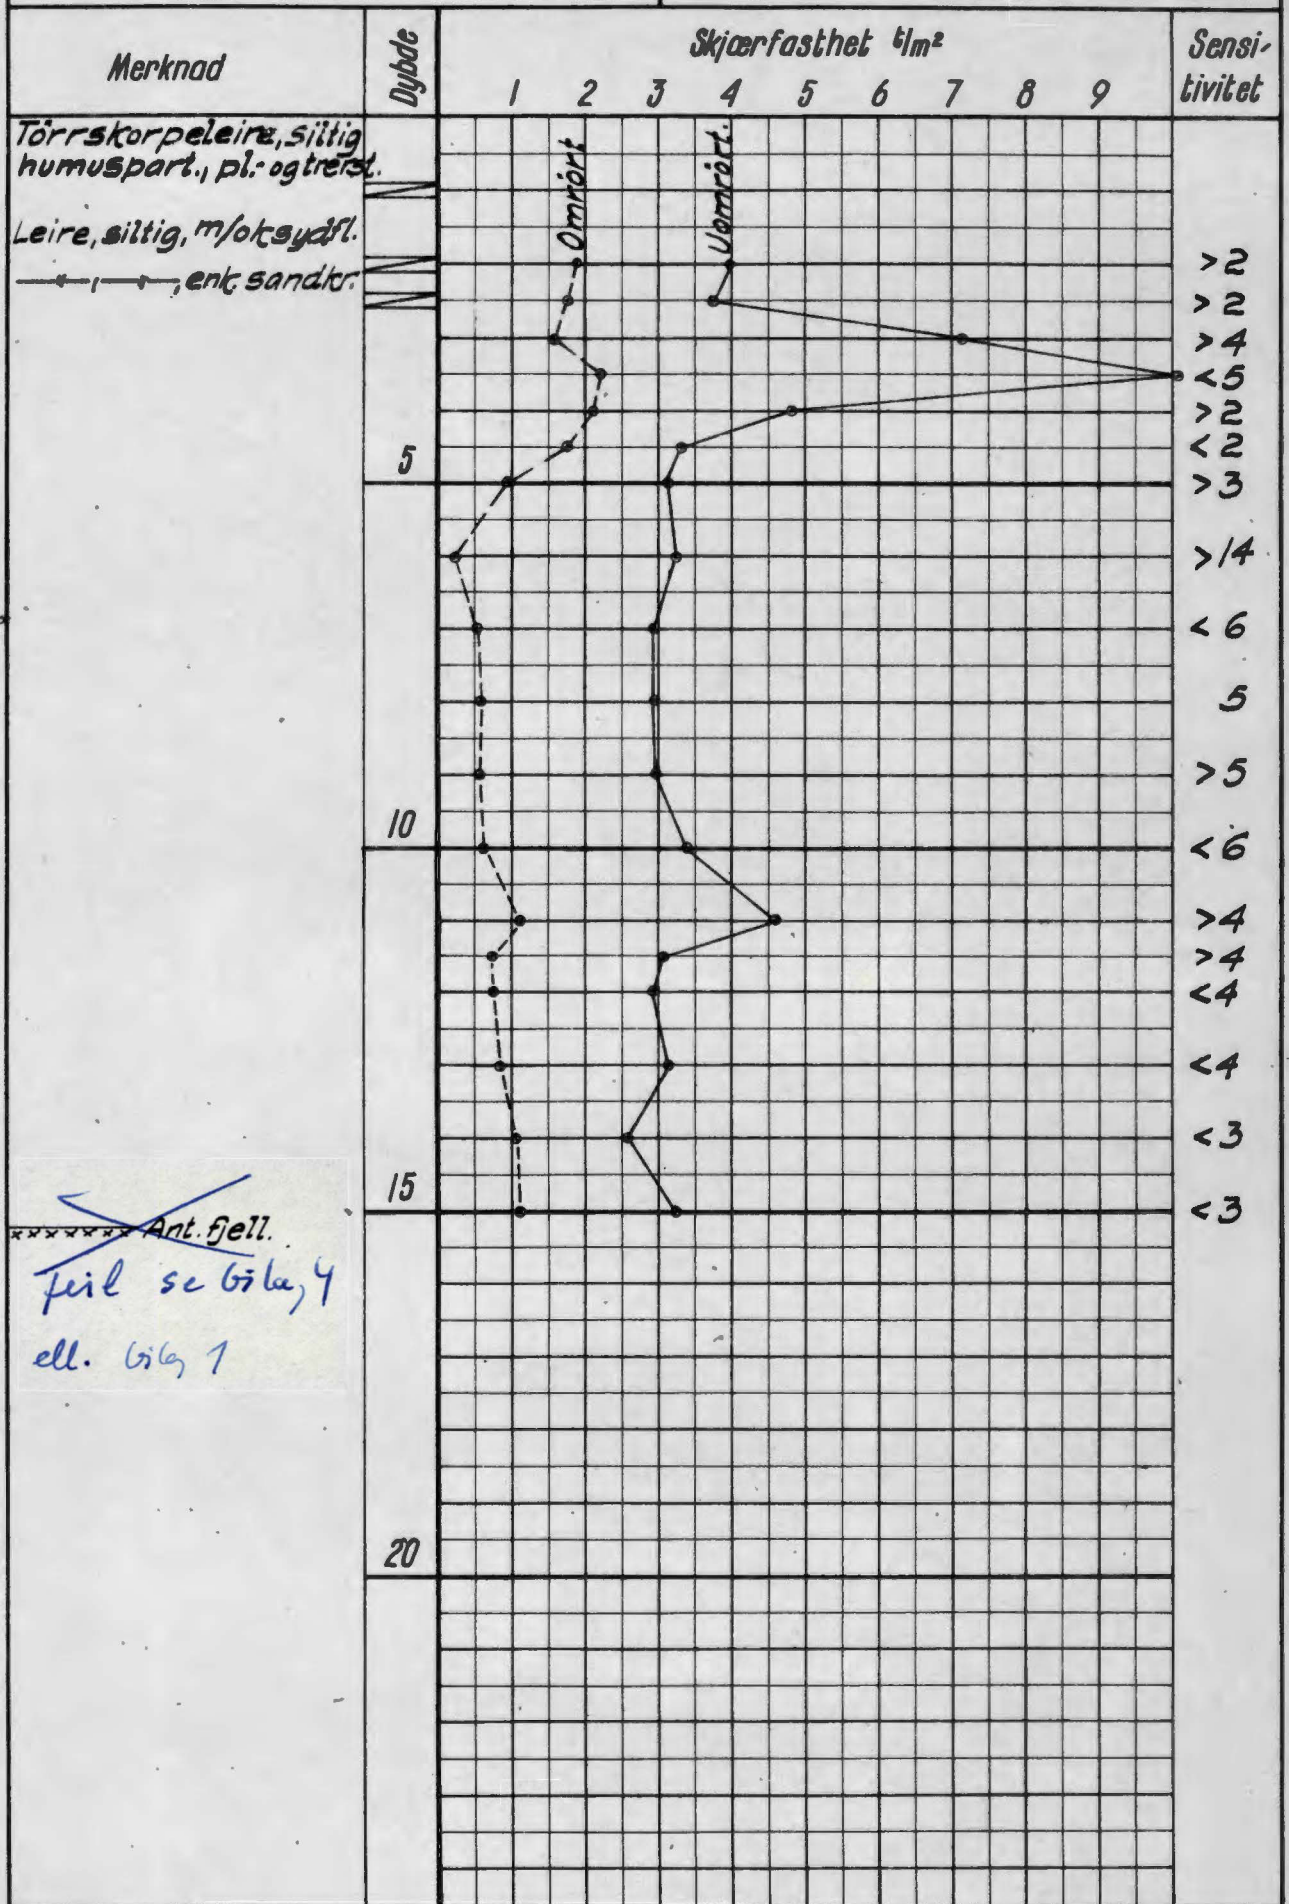 Merknad
Dybde
Skjærfasthet t/m²
1 2 3 4 5 6 7 8 9
Sensi-
tivitet
Törrskorpeleire, siltig
humuspart., pl.- og trerst.
Leire, siltig, m/oksydfl.
—"—, —"—, enk. sandkr.
Omrört
Uomrört.
>2
>2
>4
<5
>2
<2
5
>3
>14
<6
5
>5
10
<6
>4
>4
<4
<4
<3
15
<3
xxxxxxx Ant. fjell.
feil se bilag 4
ell. bilag 1
20